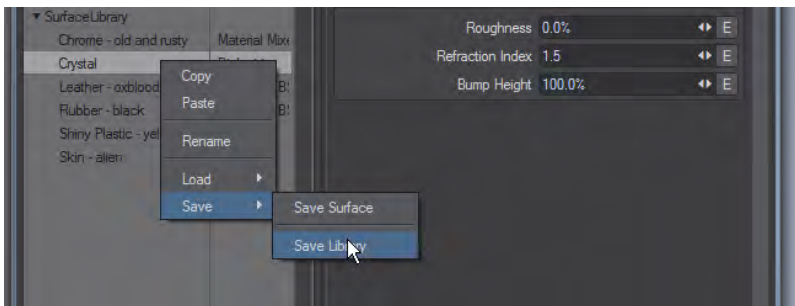 SurfaceLibrary
Chrome - old and rusty Material Mixe
Crystal
Leather - oxblood
Rubber - black
Shiny Plastic - yel
Skin - alien
Copy
Paste
Rename
Load
Save
Save Surface
Save Library
Roughness 0.0% E
Refraction Index 1.5 E
Bump Height 100.0% E